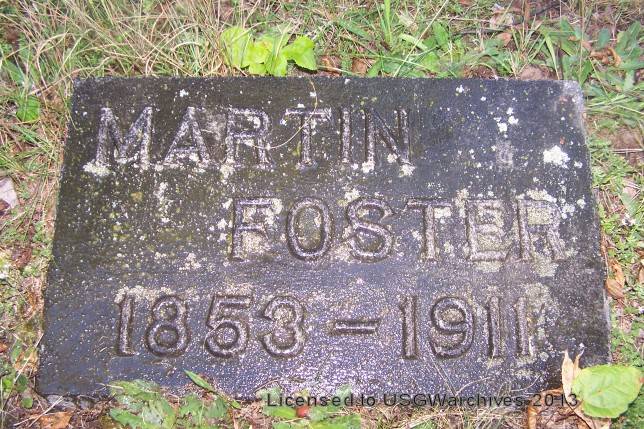 MARTIN
FOSTER
1853-1911
Licensed to USGWarchives-2013